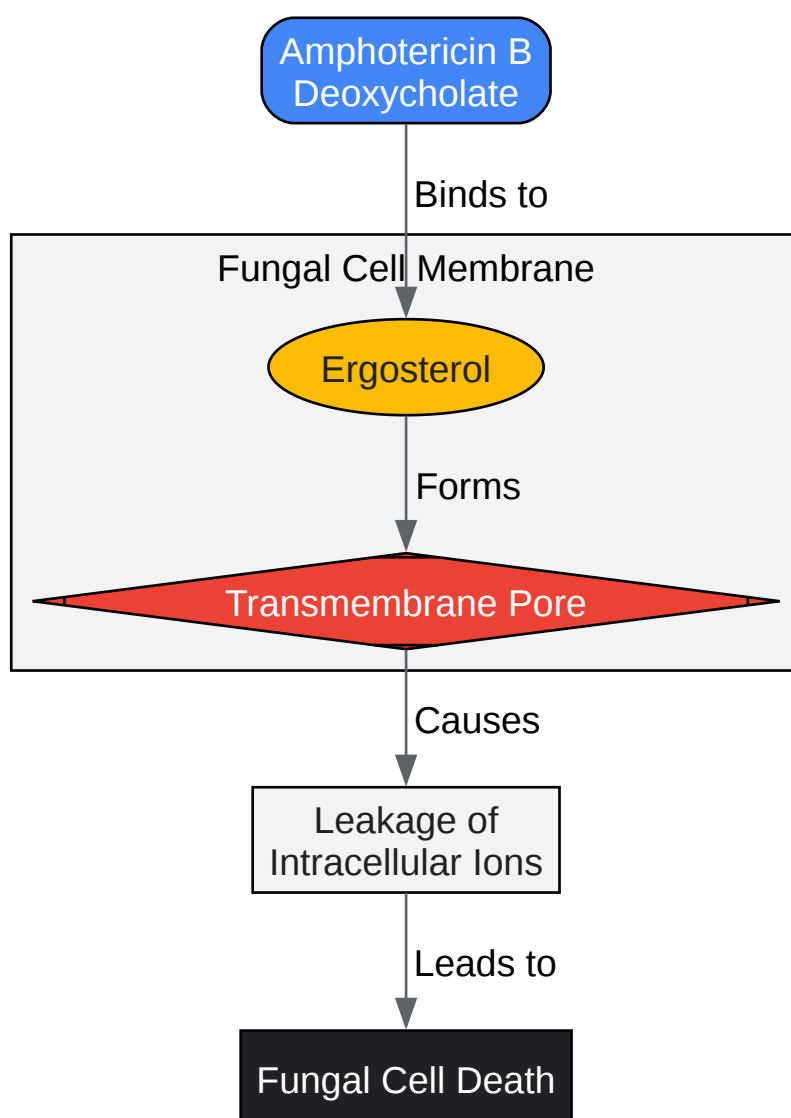 Amphotericin B
Deoxycholate
Binds to
Fungal Cell Membrane
Ergosterol
Forms
Transmembrane Pore
Causes
Leakage of
Intracellular Ions
Leads to
Fungal Cell Death